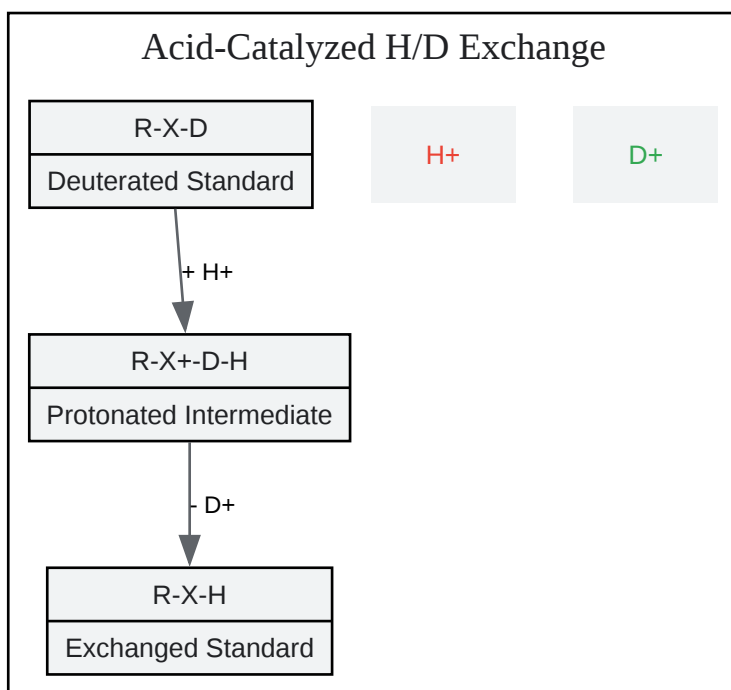 Acid-Catalyzed H/D Exchange
R-X-D
Deuterated Standard
H+
D+
+ H+
R-X+-D-H
Protonated Intermediate
- D+
R-X-H
Exchanged Standard